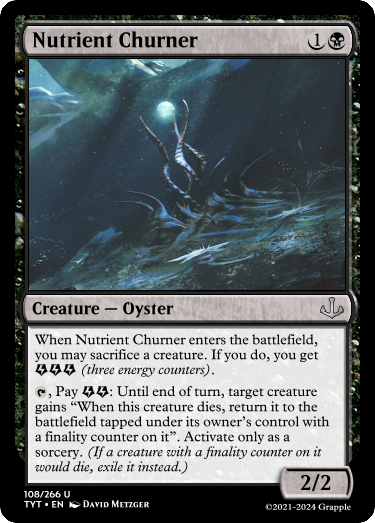 Nutrient Churner 1
Creature — Oyster
When Nutrient Churner enters the battlefield,
you may sacrifice a creature. If you do, you get
(three energy counters).
, Pay : Until end of turn, target creature
gains “When this creature dies, return it to the
battlefield tapped under its owner’s control with
a finality counter on it”. Activate only as a
sorcery. (If a creature with a finality counter on it
would die, exile it instead.)
2/2
108/266 U
TYT • EN David Metzger
©2021-2024 Grapple